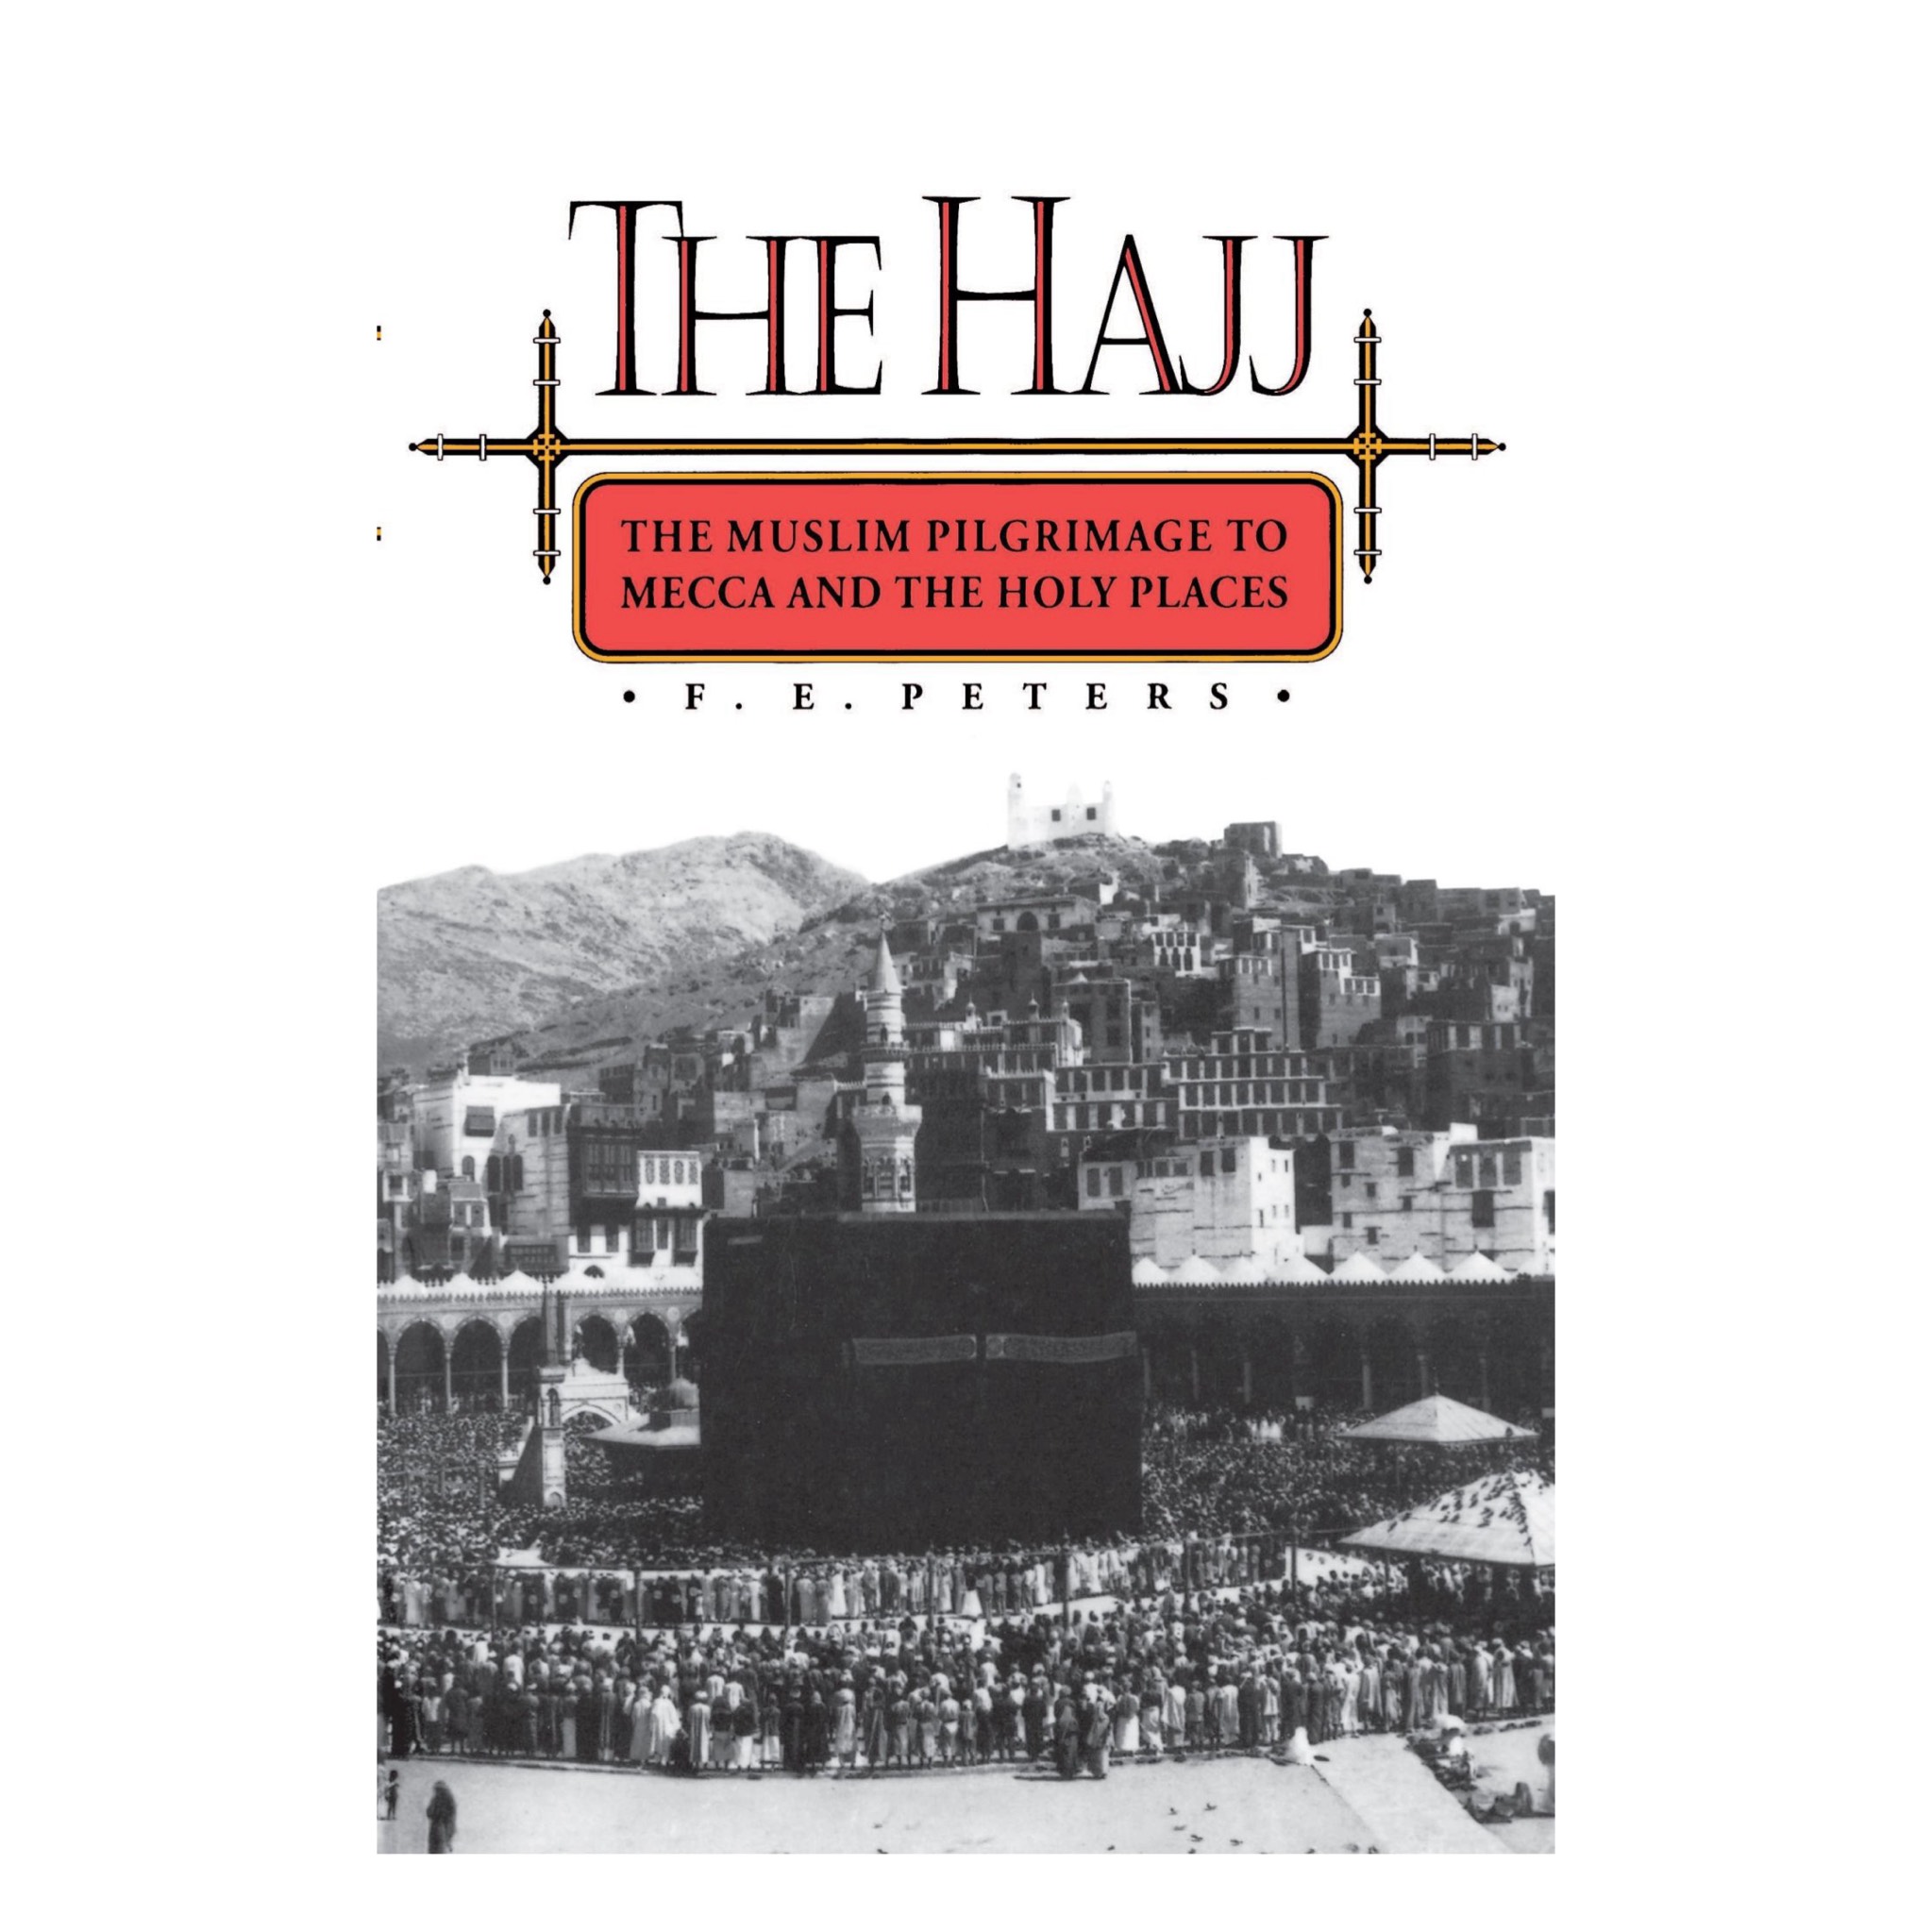 THE HAJJ
THE MUSLIM PILGRIMAGE TO
MECCA AND THE HOLY PLACES
• F. E. PETERS •